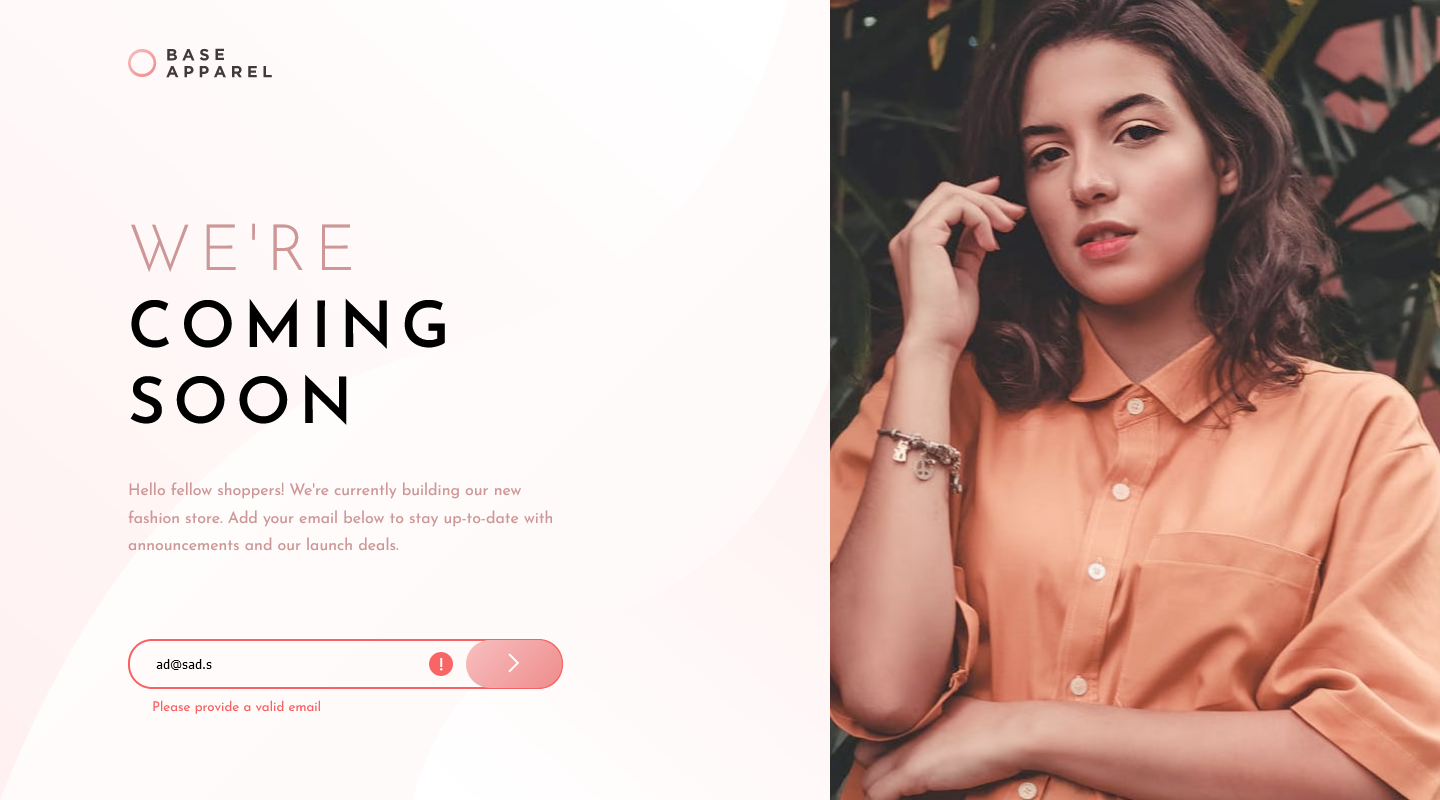 BASE
APPAREL
WE'RE
COMING
SOON
Hello fellow shoppers! We're currently building our new
fashion store. Add your email below to stay up-to-date with
announcements and our launch deals.
ad@sad.s
!
Please provide a valid email